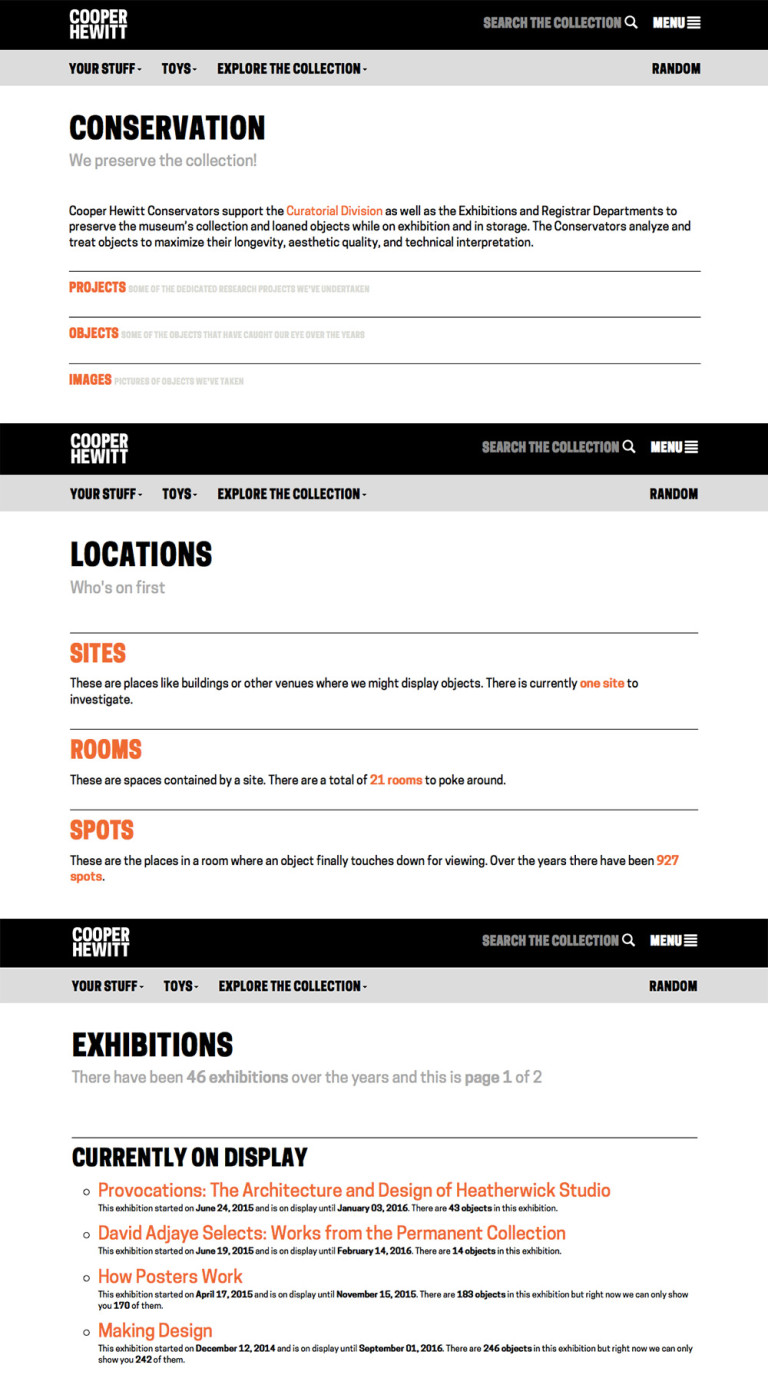 COOPER
HEWITT
SEARCH THE COLLECTION
MENU
YOUR STUFF
TOYS
EXPLORE THE COLLECTION
RANDOM
CONSERVATION
We preserve the collection!
Cooper Hewitt Conservators support the Curatorial Division as well as the Exhibitions and Registrar Departments to
preserve the museum's collection and loaned objects while on exhibition and in storage. The Conservators analyze and
treat objects to maximize their longevity, aesthetic quality, and technical interpretation.
PROJECTS SOME OF THE DEDICATED RESEARCH PROJECTS WE'VE UNDERTAKEN
OBJECTS SOME OF THE OBJECTS THAT HAVE CAUGHT OUR EYE OVER THE YEARS
IMAGES PICTURES OF OBJECTS WE'VE TAKEN
COOPER
HEWITT
SEARCH THE COLLECTION
MENU
YOUR STUFF
TOYS
EXPLORE THE COLLECTION
RANDOM
LOCATIONS
Who's on first
SITES
These are places like buildings or other venues where we might display objects. There is currently one site to
investigate.
ROOMS
These are spaces contained by a site. There are a total of 21 rooms to poke around.
SPOTS
These are the places in a room where an object finally touches down for viewing. Over the years there have been 927
spots.
COOPER
HEWITT
SEARCH THE COLLECTION
MENU
YOUR STUFF
TOYS
EXPLORE THE COLLECTION
RANDOM
EXHIBITIONS
There have been 46 exhibitions over the years and this is page 1 of 2
CURRENTLY ON DISPLAY
Provocations: The Architecture and Design of Heatherwick Studio
This exhibition started on June 24, 2015 and is on display until January 03, 2016. There are 43 objects in this exhibition.
David Adjaye Selects: Works from the Permanent Collection
This exhibition started on June 19, 2015 and is on display until February 14, 2016. There are 14 objects in this exhibition.
How Posters Work
This exhibition started on April 17, 2015 and is on display until November 15, 2015. There are 183 objects in this exhibition but right now we can only show
you 170 of them.
Making Design
This exhibition started on December 12, 2014 and is on display until September 01, 2016. There are 246 objects in this exhibition but right now we can only
show you 242 of them.